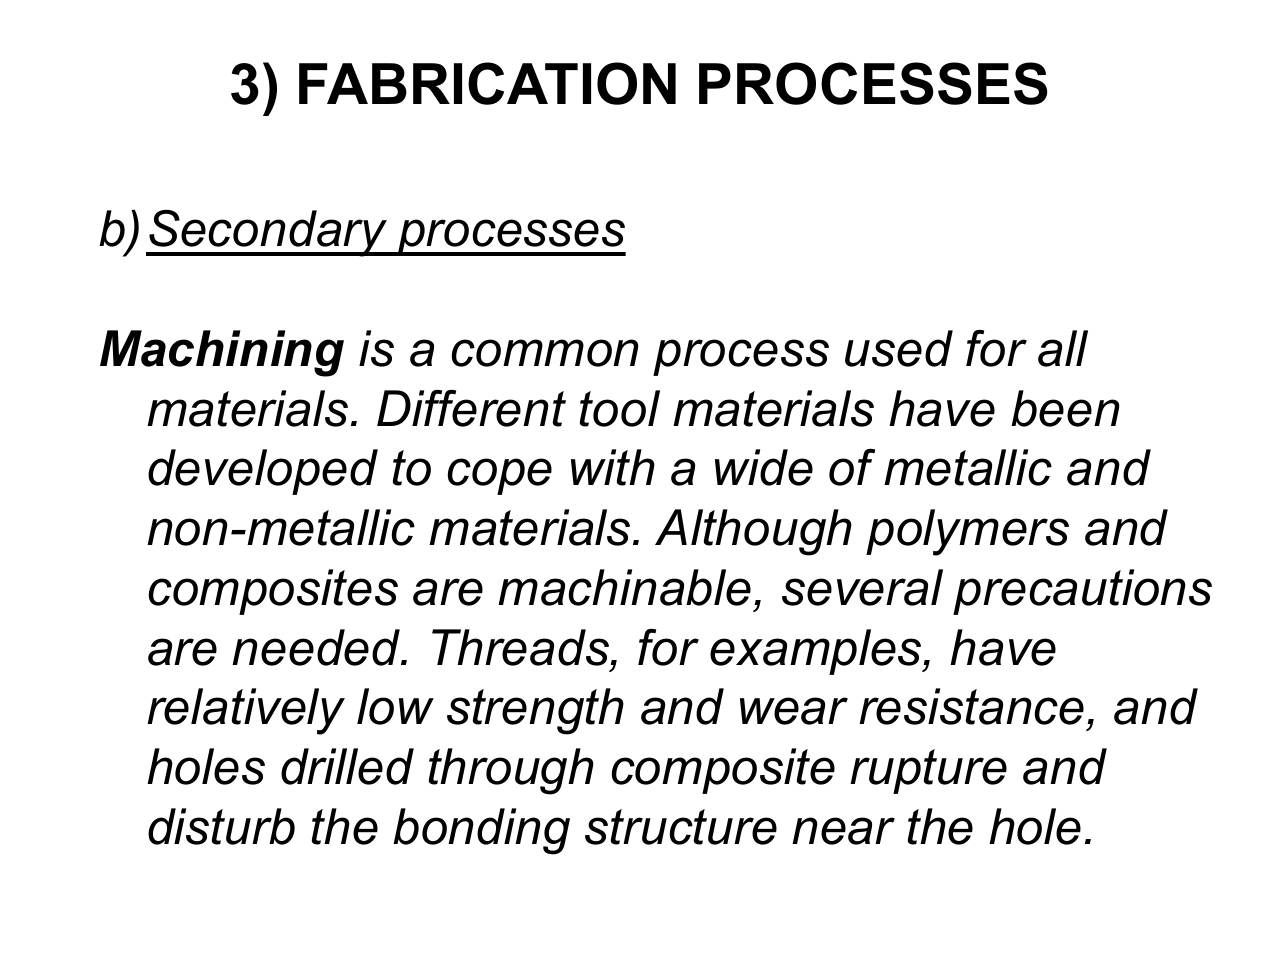 3) FABRICATION PROCESSES
b) Secondary processes
Machining is a common process used for all
materials. Different tool materials have been
developed to cope with a wide of metallic and
non-metallic materials. Although polymers and
composites are machinable, several precautions
are needed. Threads, for examples, have
relatively low strength and wear resistance, and
holes drilled through composite rupture and
disturb the bonding structure near the hole.